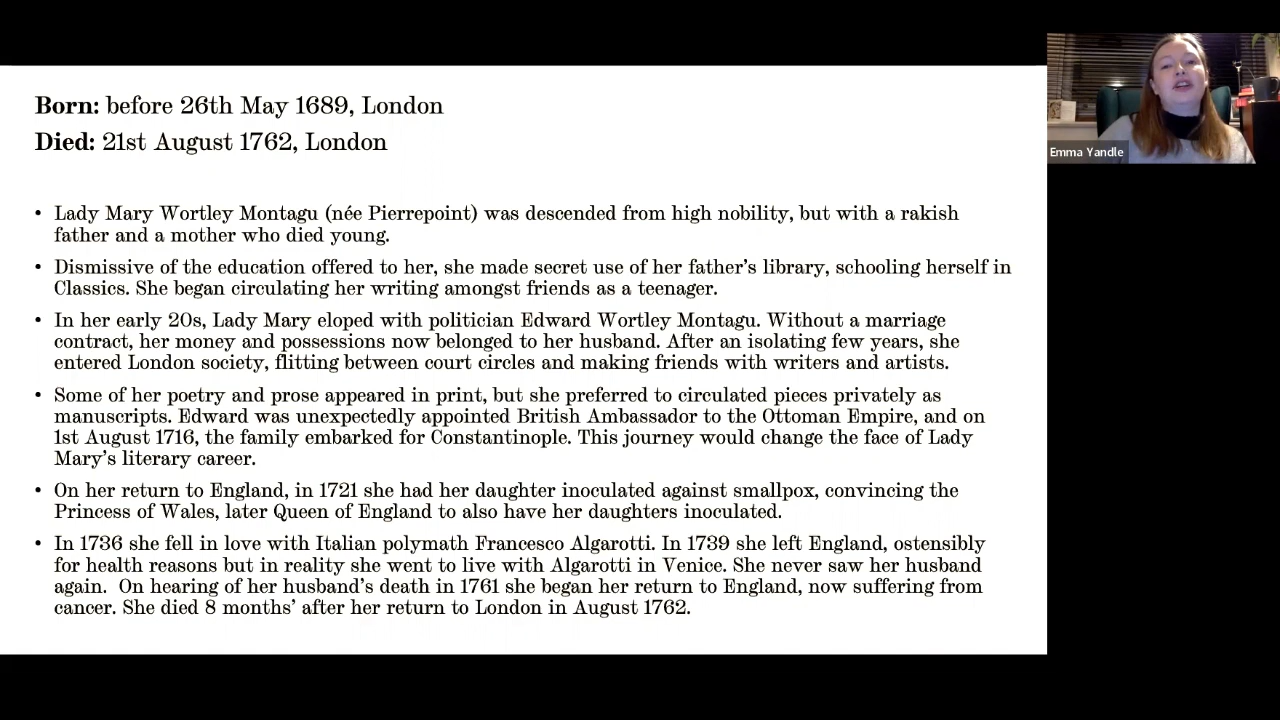 Born: before 26th May 1689, London
Died: 21st August 1762, London
• Lady Mary Wortley Montagu (née Pierrepoint) was descended from high nobility, but with a rakish
father and a mother who died young.
• Dismissive of the education offered to her, she made secret use of her father's library, schooling herself in
Classics. She began circulating her writing amongst friends as a teenager.
• In her early 20s, Lady Mary eloped with politician Edward Wortley Montagu. Without a marriage
contract, her money and possessions now belonged to her husband. After an isolating few years, she
entered London society, flitting between court circles and making friends with writers and artists.
• Some of her poetry and prose appeared in print, but she preferred to circulated pieces privately as
manuscripts. Edward was unexpectedly appointed British Ambassador to the Ottoman Empire, and on
1st August 1716, the family embarked for Constantinople. This journey would change the face of Lady
Mary's literary career.
• On her return to England, in 1721 she had her daughter inoculated against smallpox, convincing the
Princess of Wales, later Queen of England to also have her daughters inoculated.
• In 1736 she fell in love with Italian polymath Francesco Algarotti. In 1739 she left England, ostensibly
for health reasons but in reality she went to live with Algarotti in Venice. She never saw her husband
again.  On hearing of her husband's death in 1761 she began her return to England, now suffering from
cancer. She died 8 months' after her return to London in August 1762.
Emma Yandle